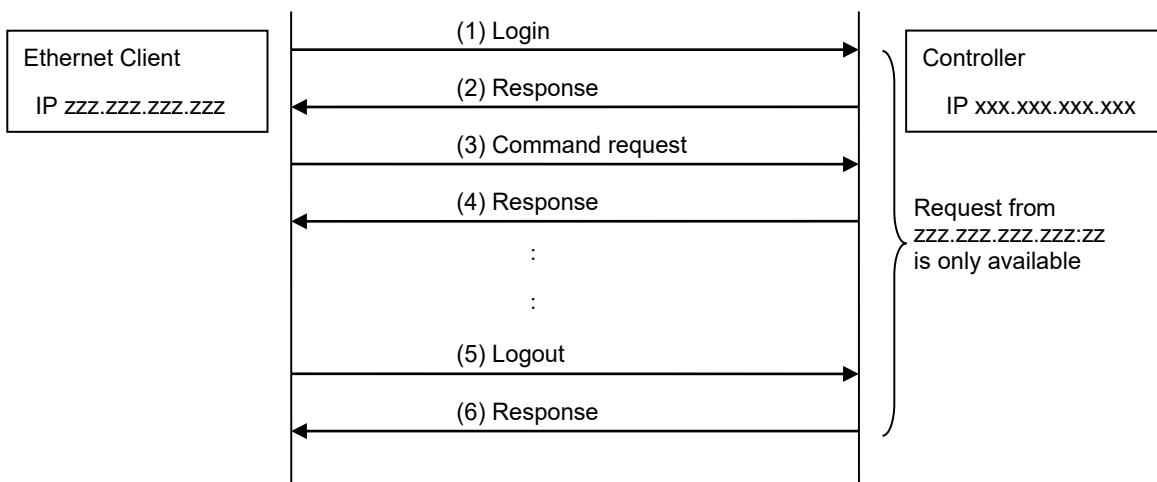 (1) Login
Ethernet Client
IP zzz.zzz.zzz.zzz
Controller
IP xxx.xxx.xxx.xxx
(2) Response
(3) Command request
(4) Response
Request from
zzz.zzz.zzz.zzz:zz
is only available
:
:
(5) Logout
(6) Response